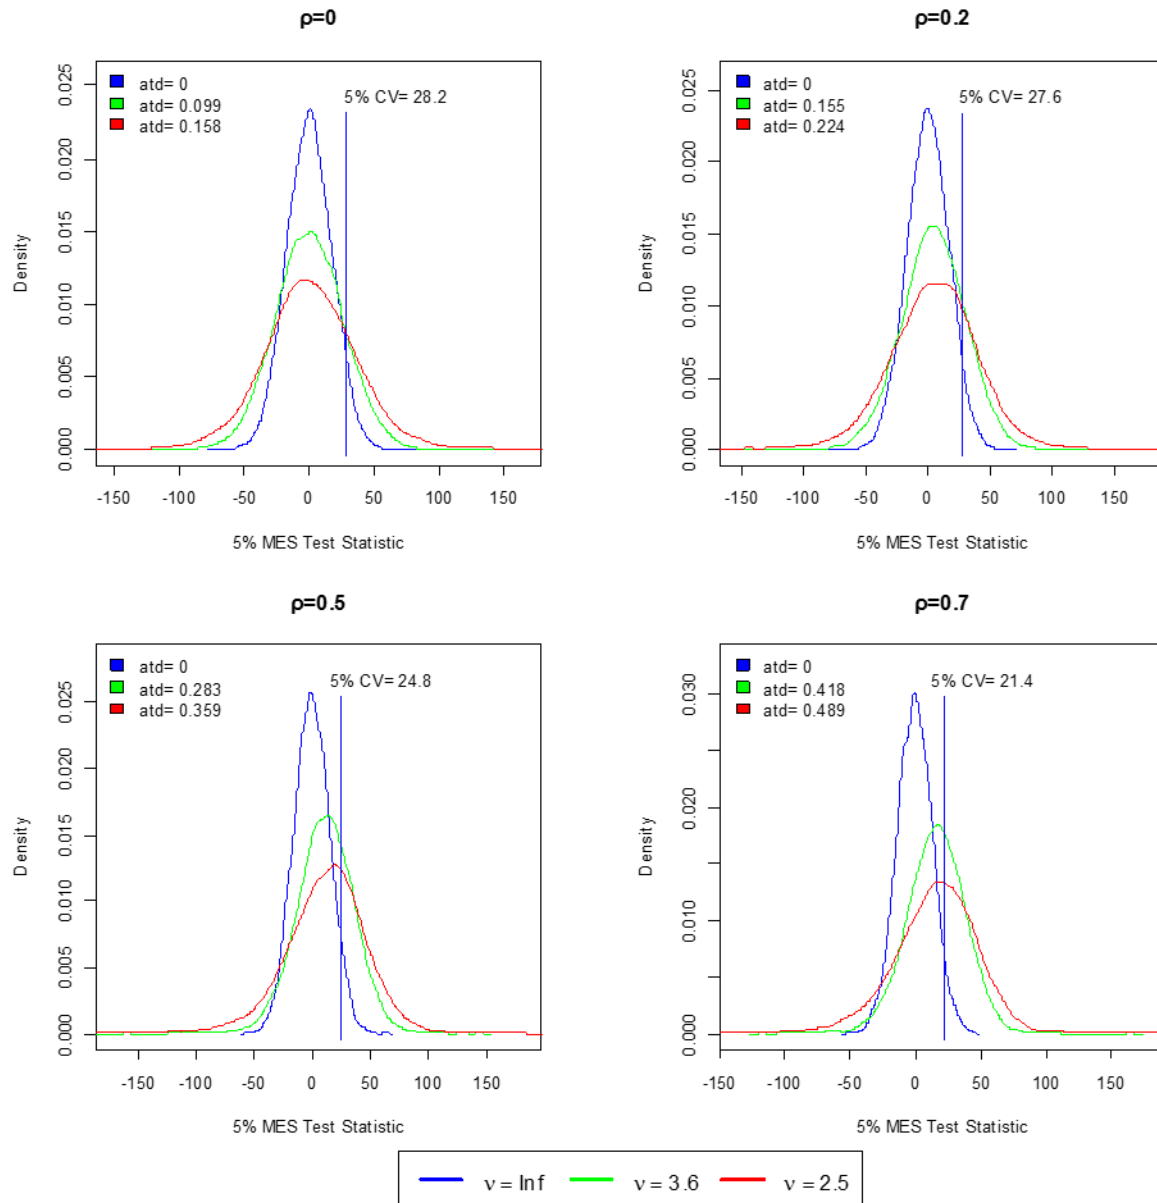 ρ=0
atd= 0
atd= 0.099
atd= 0.158
5% CV= 28.2
Density
0.000
0.005
0.010
0.015
0.020
0.025
-150 -100 -50 0 50 100 150
5% MES Test Statistic
ρ=0.2
atd= 0
atd= 0.155
atd= 0.224
5% CV= 27.6
Density
0.000
0.005
0.010
0.015
0.020
0.025
-150 -100 -50 0 50 100 150
5% MES Test Statistic
ρ=0.5
atd= 0
atd= 0.283
atd= 0.359
5% CV= 24.8
Density
0.000
0.005
0.010
0.015
0.020
0.025
-150 -100 -50 0 50 100 150
5% MES Test Statistic
ρ=0.7
atd= 0
atd= 0.418
atd= 0.489
5% CV= 21.4
Density
0.000
0.010
0.020
0.030
-150 -100 -50 0 50 100 150
5% MES Test Statistic
ν = Inf ν = 3.6 ν = 2.5